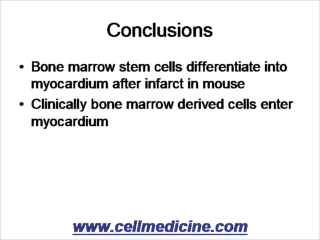 Conclusions
• Bone marrow stem cells differentiate into
myocardium after infarct in mouse
• Clinically bone marrow derived cells enter
myocardium
www.cellmedicine.com